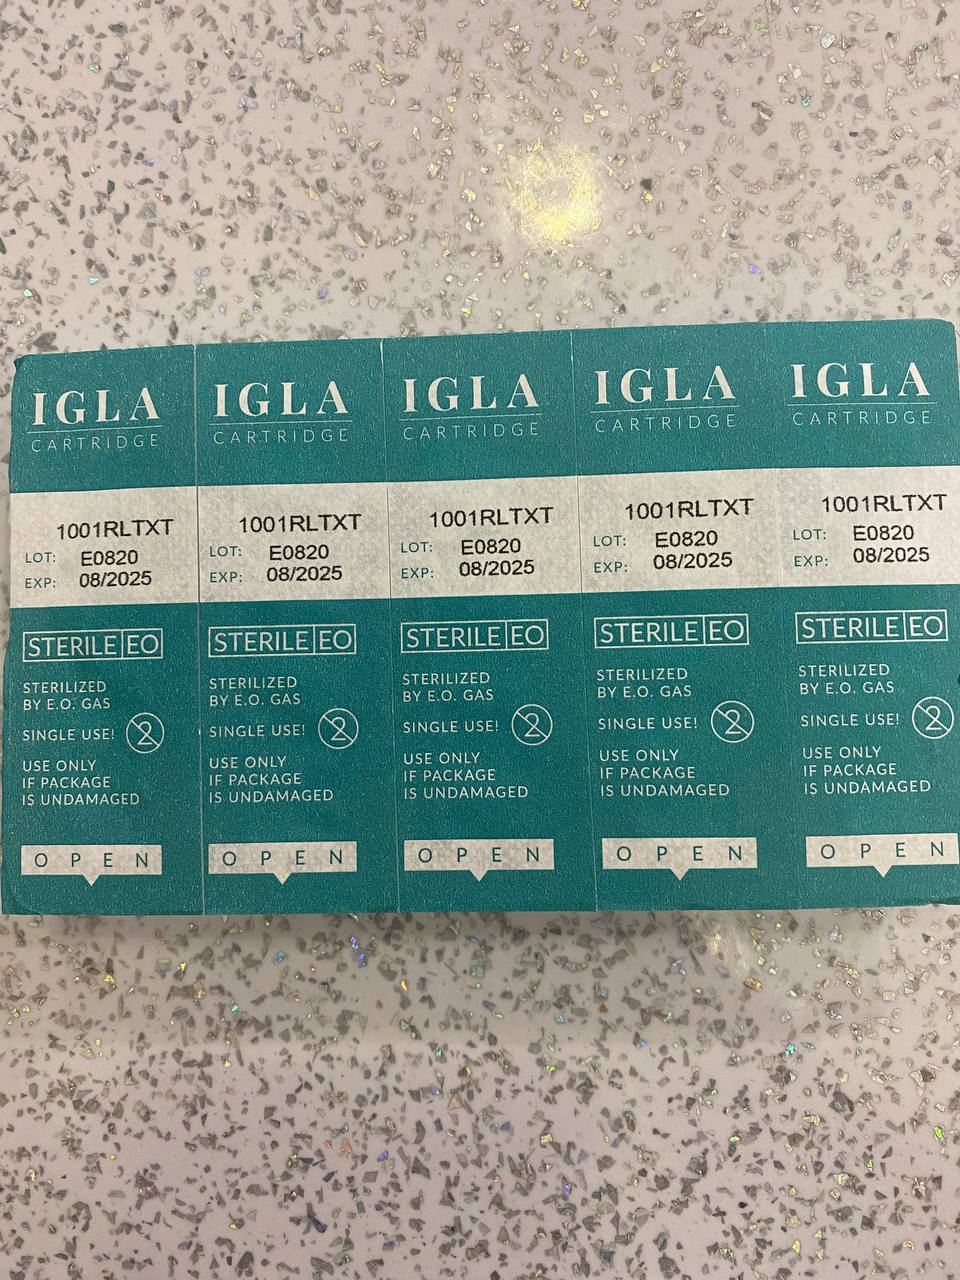 IGLA
CARTRIDGE
1001RLTXT
LOT: E0820
EXP: 08/2025
STERILE EO
STERILIZED
BY E.O. GAS
SINGLE USE! 2
USE ONLY
IF PACKAGE
IS UNDAMAGED
OPEN
IGLA
CARTRIDGE
1001RLTXT
LOT: E0820
EXP: 08/2025
STERILE EO
STERILIZED
BY E.O. GAS
SINGLE USE! 2
USE ONLY
IF PACKAGE
IS UNDAMAGED
OPEN
IGLA
CARTRIDGE
1001RLTXT
LOT: E0820
EXP: 08/2025
STERILE EO
STERILIZED
BY E.O. GAS
SINGLE USE! 2
USE ONLY
IF PACKAGE
IS UNDAMAGED
OPEN
IGLA
CARTRIDGE
1001RLTXT
LOT: E0820
EXP: 08/2025
STERILE EO
STERILIZED
BY E.O. GAS
SINGLE USE! 2
USE ONLY
IF PACKAGE
IS UNDAMAGED
OPEN
IGLA
CARTRIDGE
1001RLTXT
LOT: E0820
EXP: 08/2025
STERILE EO
STERILIZED
BY E.O. GAS
SINGLE USE! 2
USE ONLY
IF PACKAGE
IS UNDAMAGED
OPEN